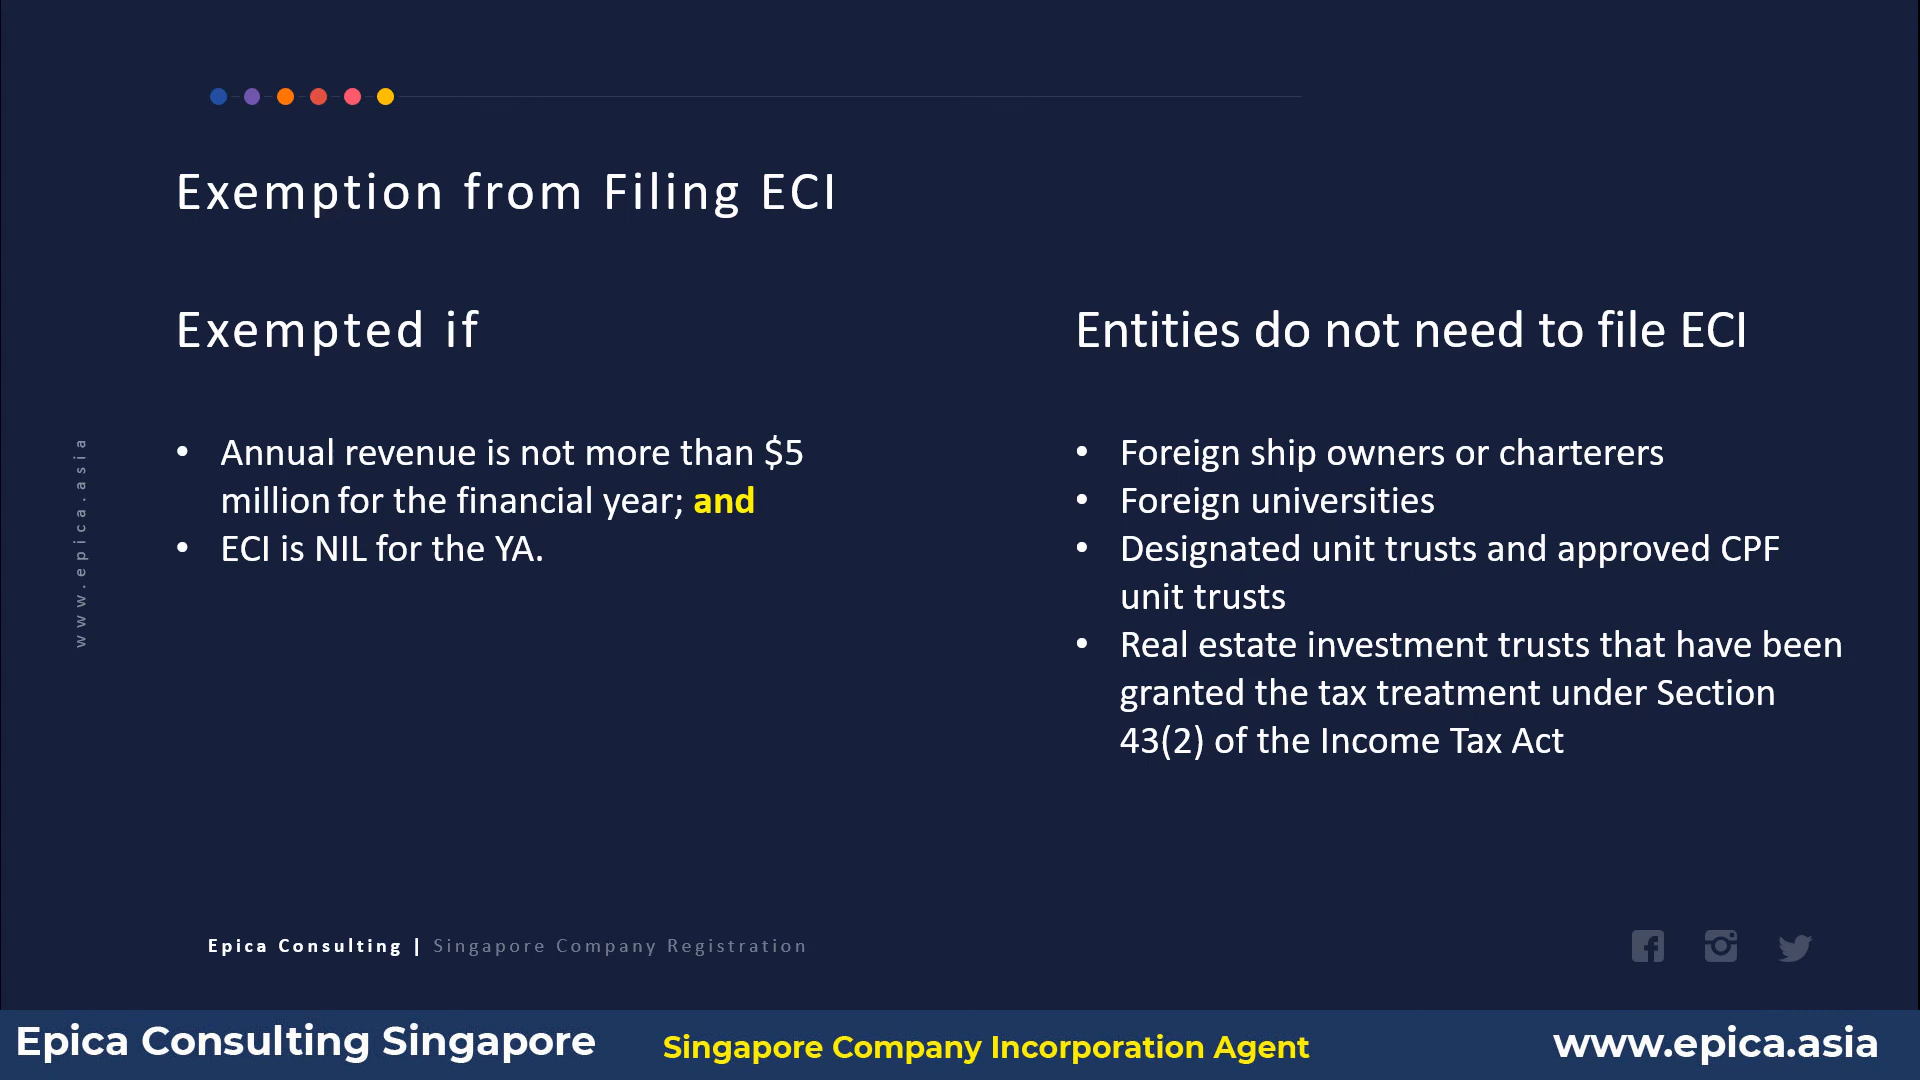 Exemption from Filing ECI
Exempted if
• Annual revenue is not more than $5
million for the financial year; and
• ECI is NIL for the YA.
Entities do not need to file ECI
• Foreign ship owners or charterers
• Foreign universities
• Designated unit trusts and approved CPF
unit trusts
• Real estate investment trusts that have been
granted the tax treatment under Section
43(2) of the Income Tax Act
www.epica.asia
Epica Consulting | Singapore Company Registration
Epica Consulting Singapore
Singapore Company Incorporation Agent
www.epica.asia